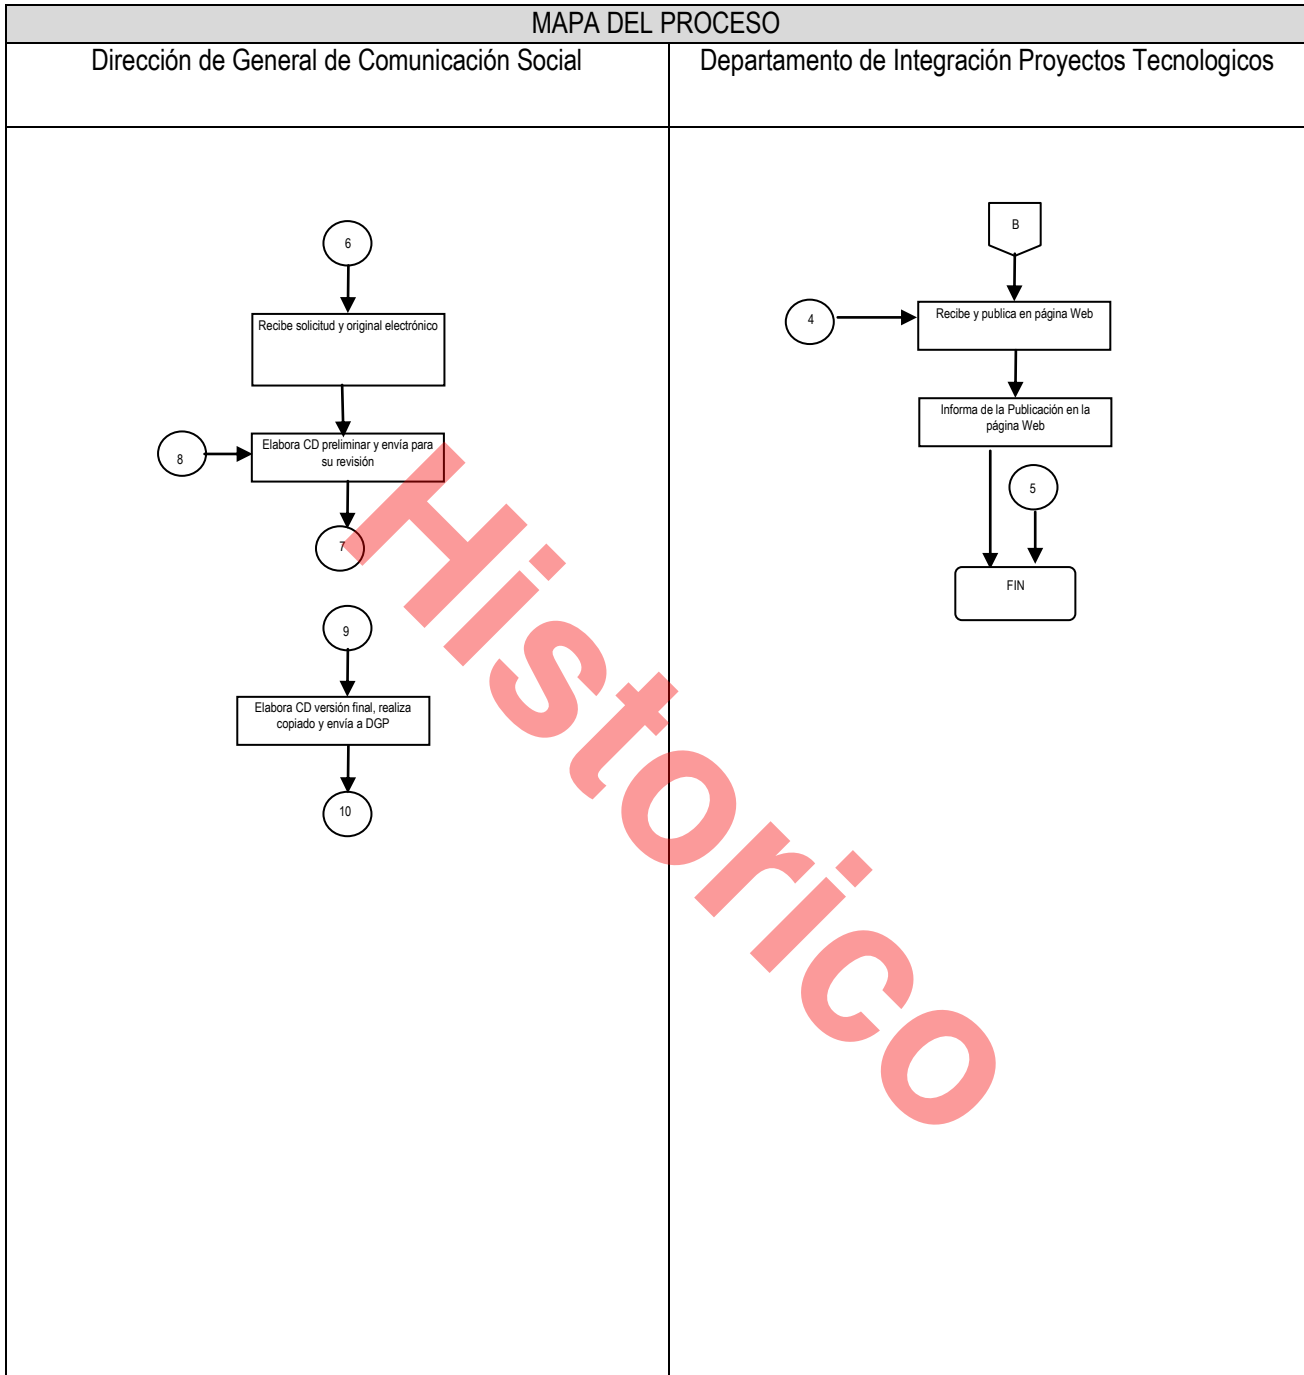 MAPA DEL PROCESO
Dirección de General de Comunicación Social
Departamento de Integración Proyectos Tecnologicos
6
Recibe solicitud y original electrónico
8
Elabora CD preliminar y envía para
su revisión
7
9
Elabora CD versión final, realiza
copiado y envía a DGP
10
B
4
Recibe y publica en página Web
Informa de la Publicación en la
página Web
5
FIN
Historico